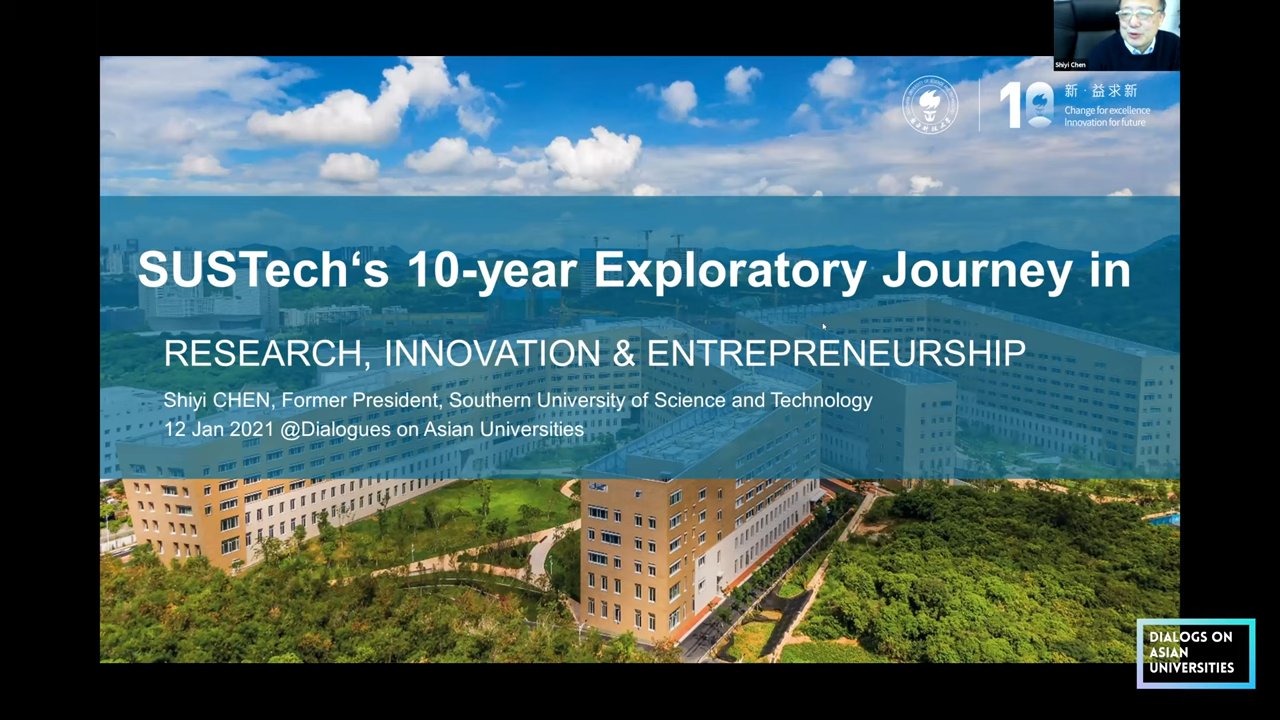 Shiyi Chen
新·益求新
10
Change for excellence
Innovation for future
SUSTech‘s 10-year Exploratory Journey in
RESEARCH, INNOVATION & ENTREPRENEURSHIP
Shiyi CHEN, Former President, Southern University of Science and Technology
12 Jan 2021 @Dialogues on Asian Universities
DIALOGS ON
ASIAN
UNIVERSITIES